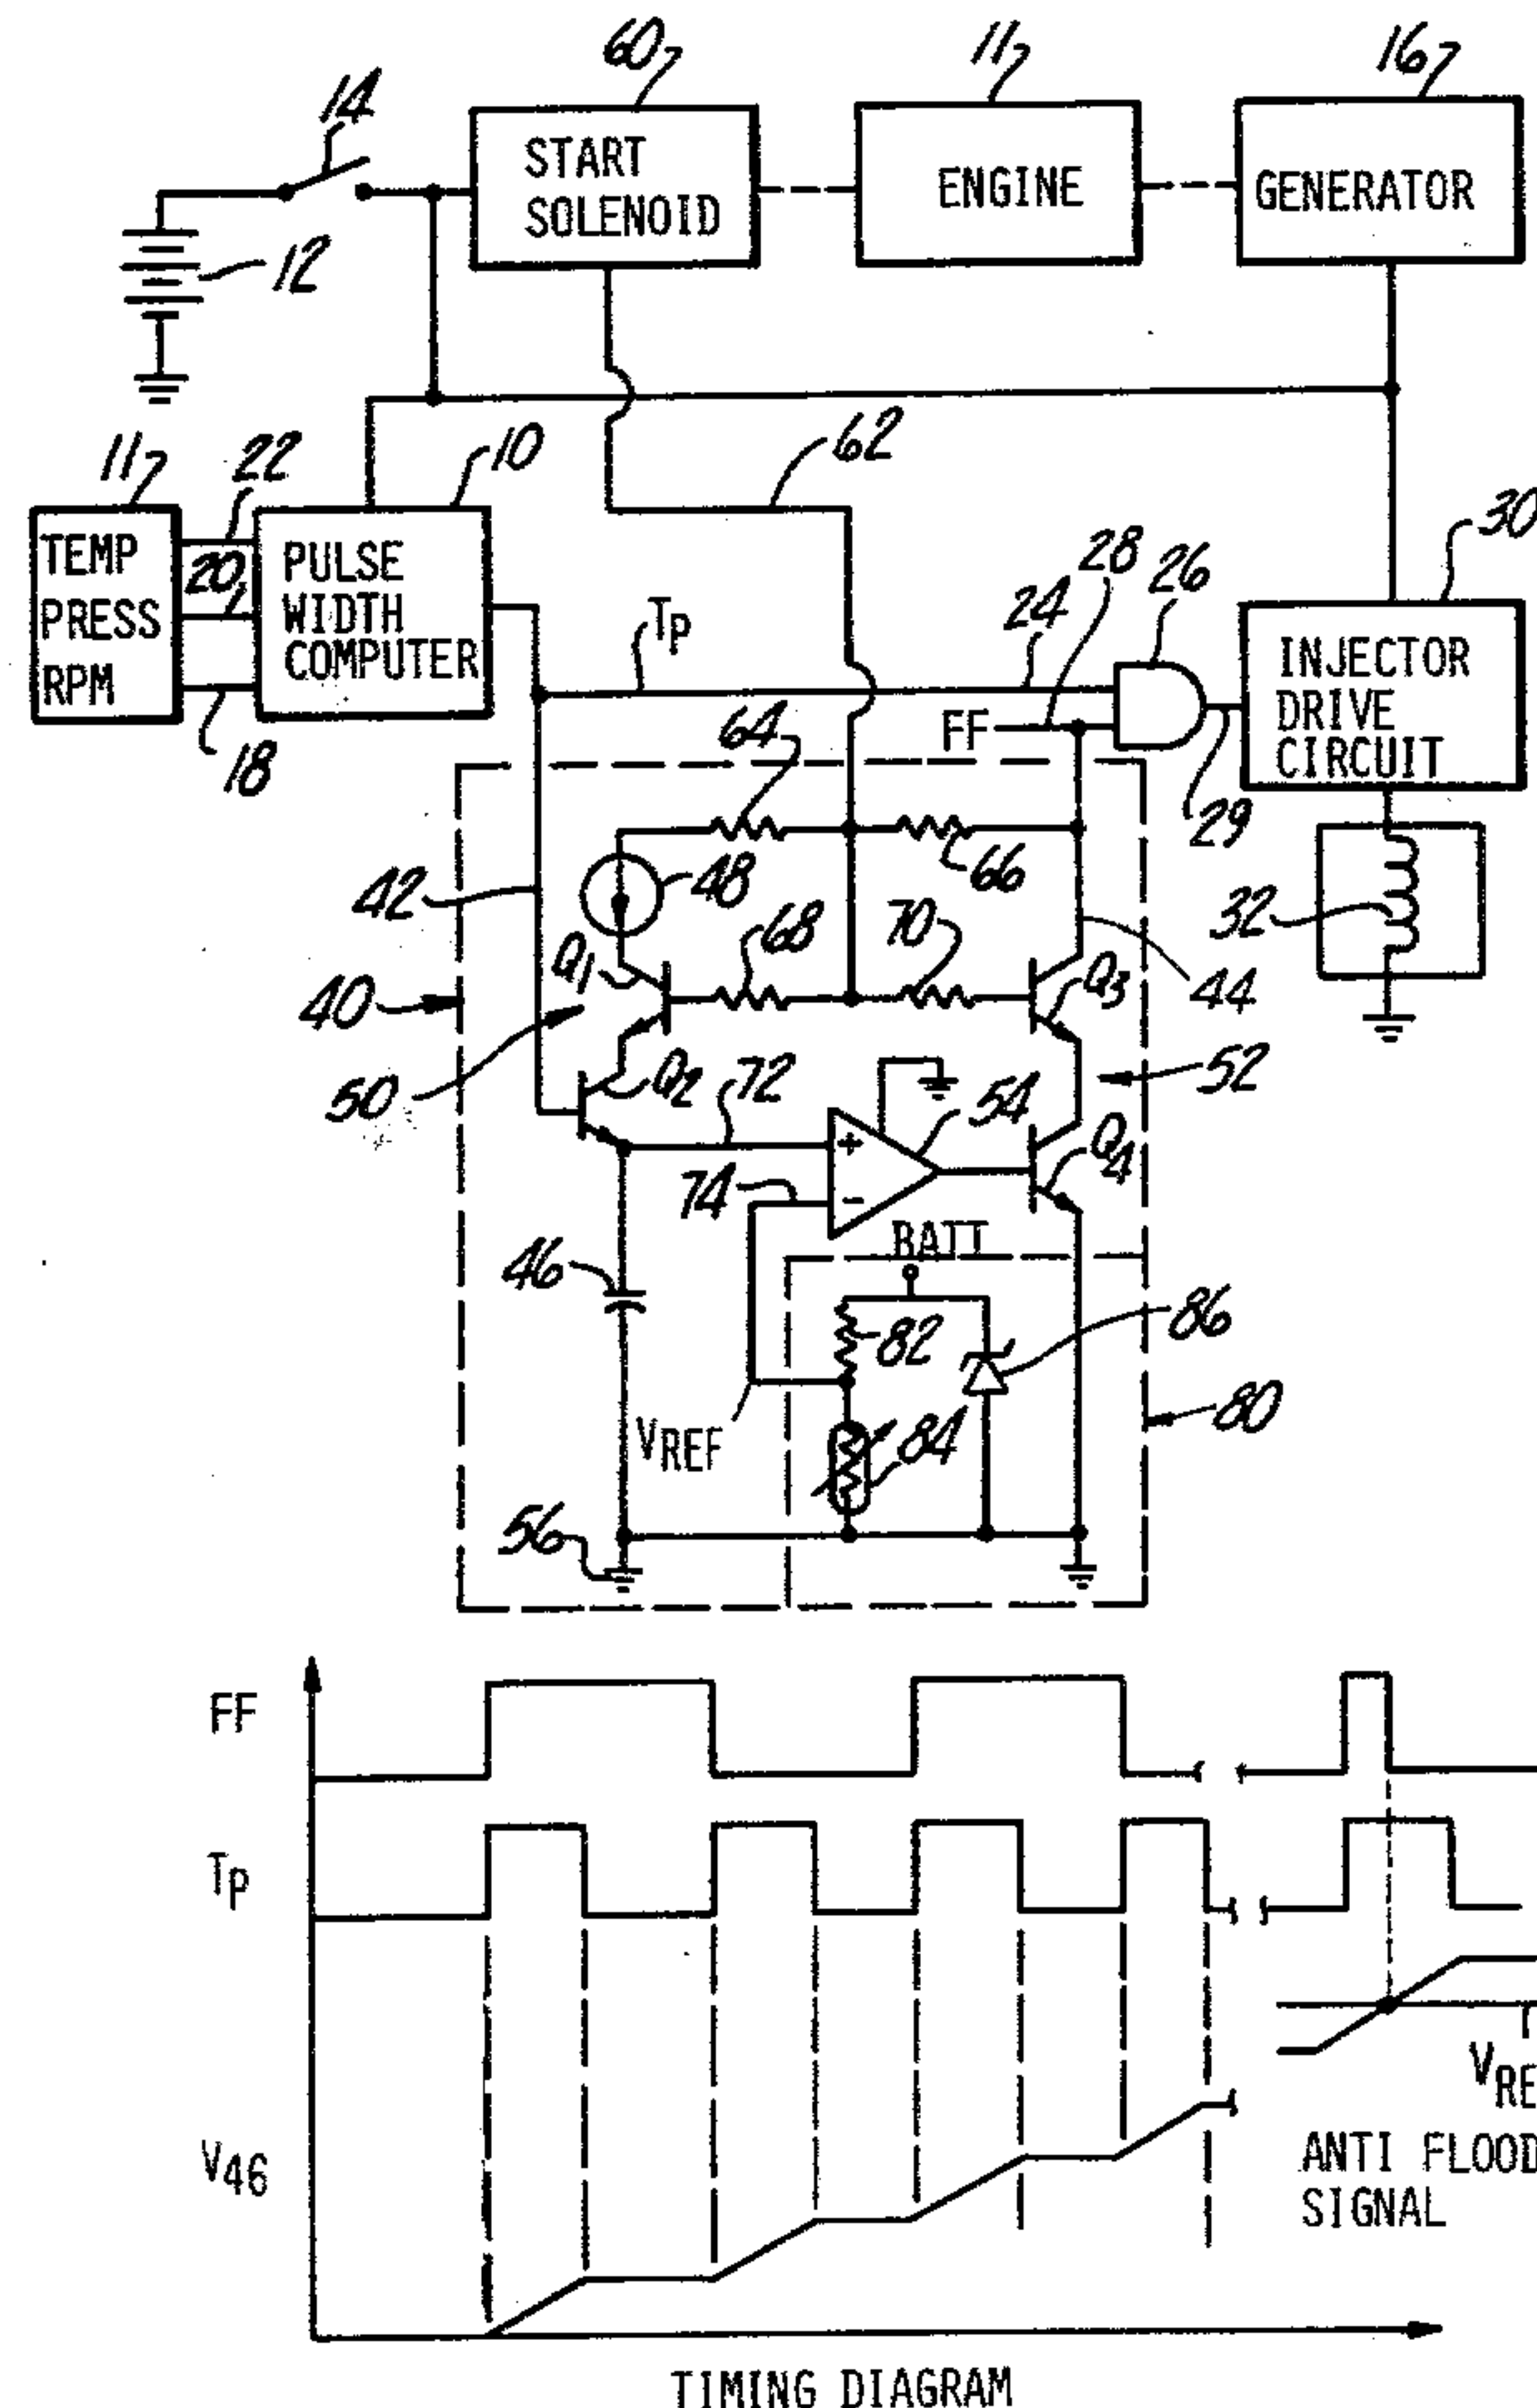 60
11
16
14
START
SOLENOID
ENGINE
GENERATOR
12
11
22
10
62
30
TEMP
PRESS
RPM
20
PULSE
WIDTH
COMPUTER
28
26
24
Tp
INJECTOR
DRIVE
CIRCUIT
18
64
FF
29
42
48
66
32
68
70
Q1
Q3
44
40
50
Q2
72
54
52
Q4
74
+
-
BATT
46
82
86
VREF
84
80
56
FF
Tp
VRE
V46
ANTI FLOOD
SIGNAL
TIMING DIAGRAM